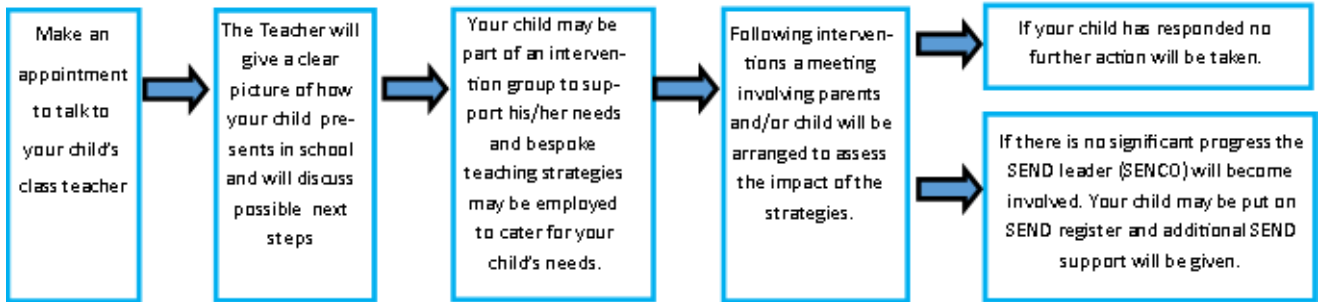 Make an
appointment
to talk to
your child's
class teacher
The Teacher will
give a clear
picture of how
your child pre-
sents in school
and will discuss
possible next
steps
Your child may be
part of an interven-
tion group to sup-
port his/her needs
and bespoke
teaching strategies
may be employed
to cater for your
child's needs.
Following interven-
tions a meeting
involving parents
and/or child will be
arranged to assess
the impact of the
strategies.
If your child has responded no
further action will be taken.
If there is no significant progress the
SEND leader (SENCO) will become
involved. Your child may be put on
SEND register and additional SEND
support will be given.